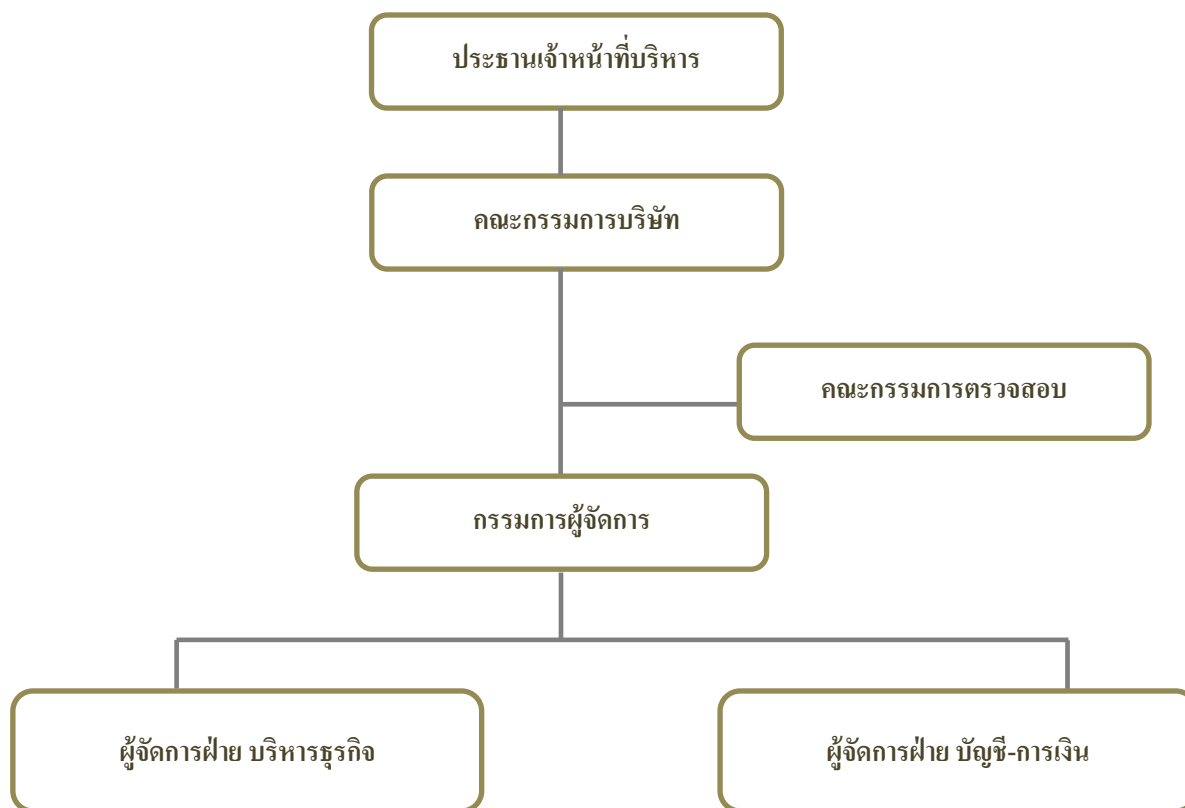 ประธานเจ้าหน้าที่บริหาร
คณะกรรมการบริษัท
คณะกรรมการตรวจสอบ
กรรมการผู้จัดการ
ผู้จัดการฝ่าย บริหารธุรกิจ
ผู้จัดการฝ่าย บัญชี-การเงิน